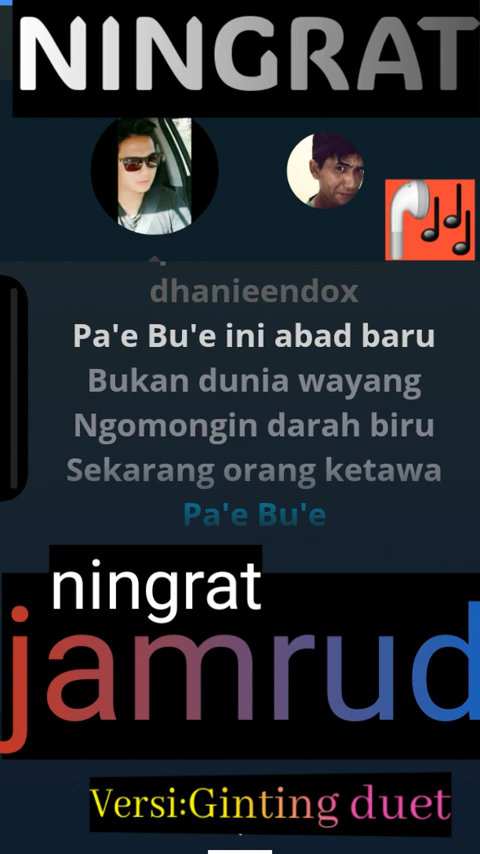 NINGRAT
dhanieendox
Pa'e Bu'e ini abad baru
Bukan dunia wayang
Ngomongin darah biru
Sekarang orang ketawa
Pa'e Bu'e
ningrat
jamrud
Versi:Ginting duet